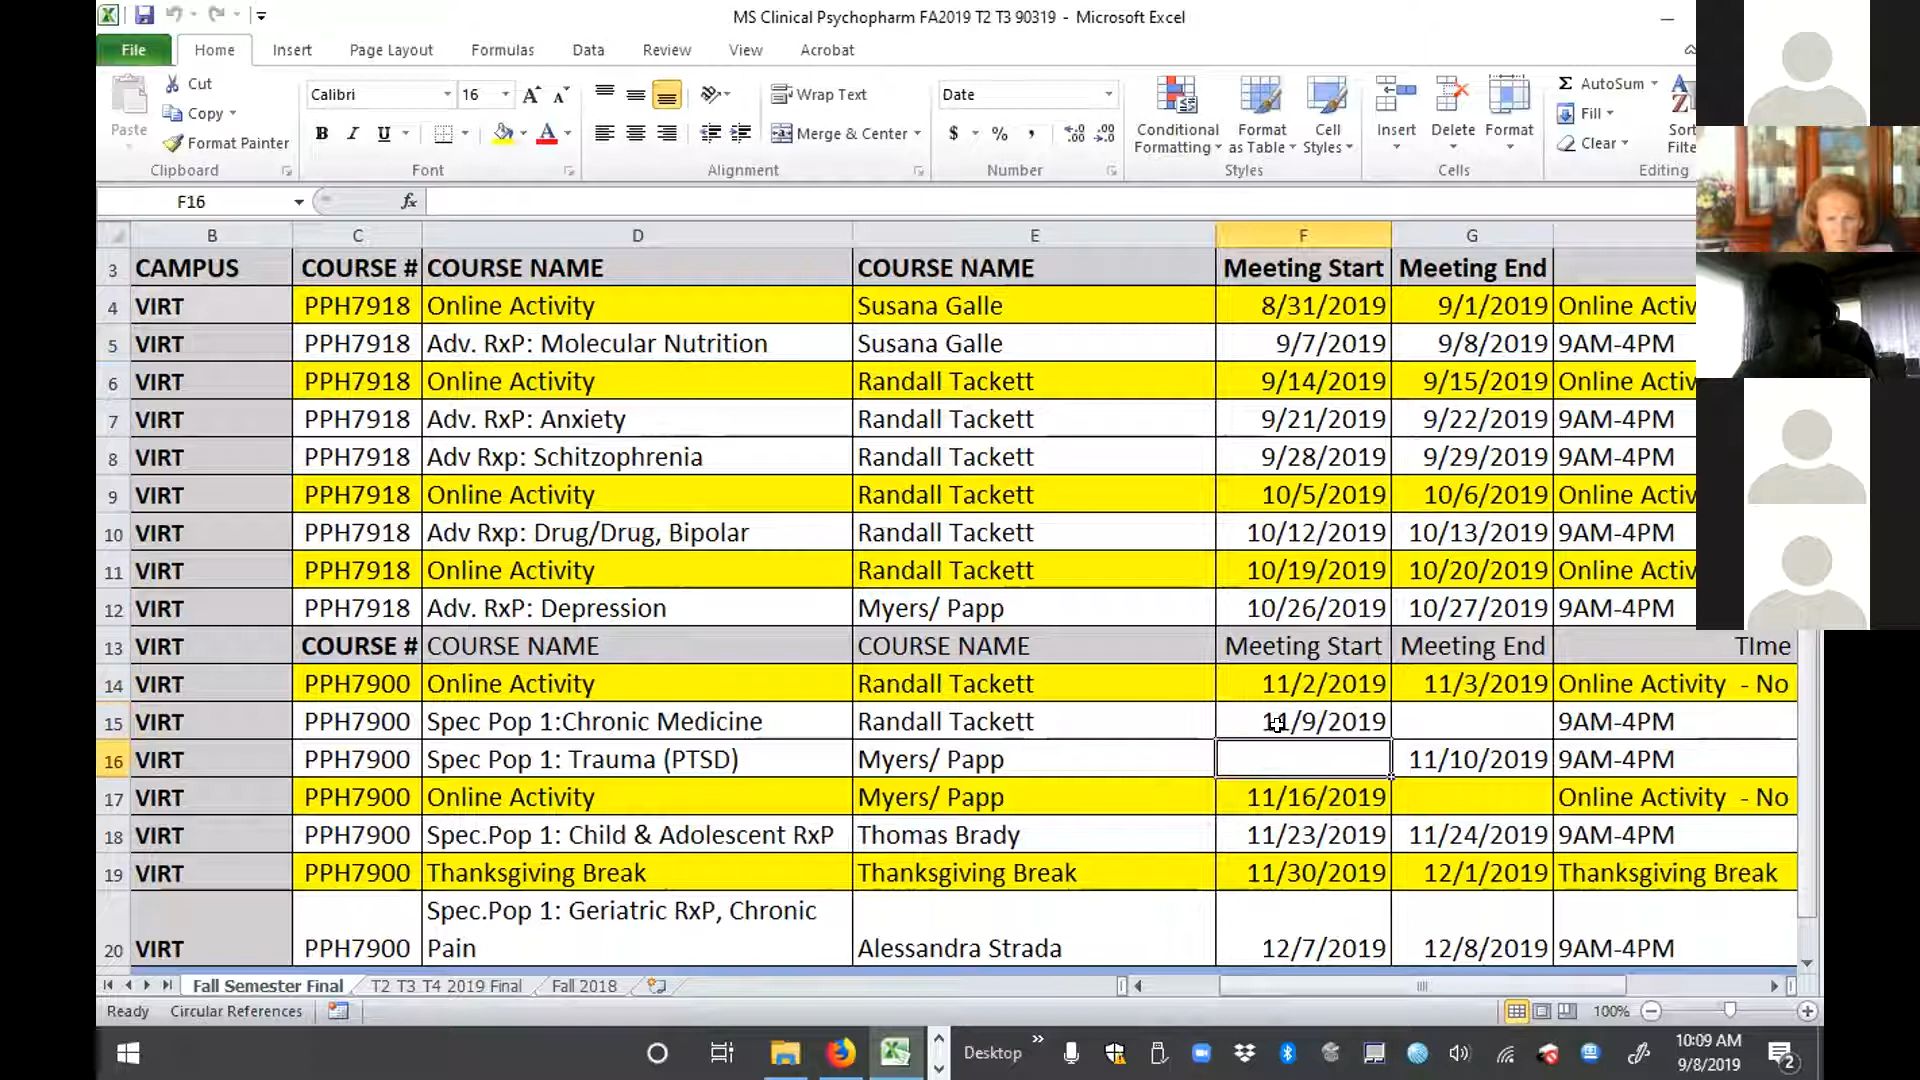 MS Clinical Psychopharm FA2019 T2 T3 90319 - Microsoft Excel
File Home Insert Page Layout Formulas Data Review View Acrobat
Paste Cut Copy Format Painter Clipboard
Calibri 16 A A B I U A Font
Wrap Text Merge & Center Alignment
Date $ % , .0 .00 .00 .0 Number
Conditional Formatting Format as Table Cell Styles Styles
Insert Delete Format Cells
Σ AutoSum Fill Clear Sort Filte Editing
F16 fx
B C D E F G
3 CAMPUS COURSE # COURSE NAME COURSE NAME Meeting Start Meeting End
4 VIRT PPH7918 Online Activity Susana Galle 8/31/2019 9/1/2019 Online Activ
5 VIRT PPH7918 Adv. RxP: Molecular Nutrition Susana Galle 9/7/2019 9/8/2019 9AM-4PM
6 VIRT PPH7918 Online Activity Randall Tackett 9/14/2019 9/15/2019 Online Activ
7 VIRT PPH7918 Adv. RxP: Anxiety Randall Tackett 9/21/2019 9/22/2019 9AM-4PM
8 VIRT PPH7918 Adv Rxp: Schitzophrenia Randall Tackett 9/28/2019 9/29/2019 9AM-4PM
9 VIRT PPH7918 Online Activity Randall Tackett 10/5/2019 10/6/2019 Online Activ
10 VIRT PPH7918 Adv Rxp: Drug/Drug, Bipolar Randall Tackett 10/12/2019 10/13/2019 9AM-4PM
11 VIRT PPH7918 Online Activity Randall Tackett 10/19/2019 10/20/2019 Online Activ
12 VIRT PPH7918 Adv. RxP: Depression Myers/ Papp 10/26/2019 10/27/2019 9AM-4PM
13 VIRT COURSE # COURSE NAME COURSE NAME Meeting Start Meeting End TIme
14 VIRT PPH7900 Online Activity Randall Tackett 11/2/2019 11/3/2019 Online Activity - No
15 VIRT PPH7900 Spec Pop 1:Chronic Medicine Randall Tackett 11/9/2019 9AM-4PM
16 VIRT PPH7900 Spec Pop 1: Trauma (PTSD) Myers/ Papp 11/10/2019 9AM-4PM
17 VIRT PPH7900 Online Activity Myers/ Papp 11/16/2019 Online Activity - No
18 VIRT PPH7900 Spec.Pop 1: Child & Adolescent RxP Thomas Brady 11/23/2019 11/24/2019 9AM-4PM
19 VIRT PPH7900 Thanksgiving Break Thanksgiving Break 11/30/2019 12/1/2019 Thanksgiving Break
Spec.Pop 1: Geriatric RxP, Chronic
20 VIRT PPH7900 Pain Alessandra Strada 12/7/2019 12/8/2019 9AM-4PM
Fall Semester Final T2 T3 T4 2019 Final Fall 2018
Ready Circular References 100%
Desktop 10:09 AM
9/8/2019 2